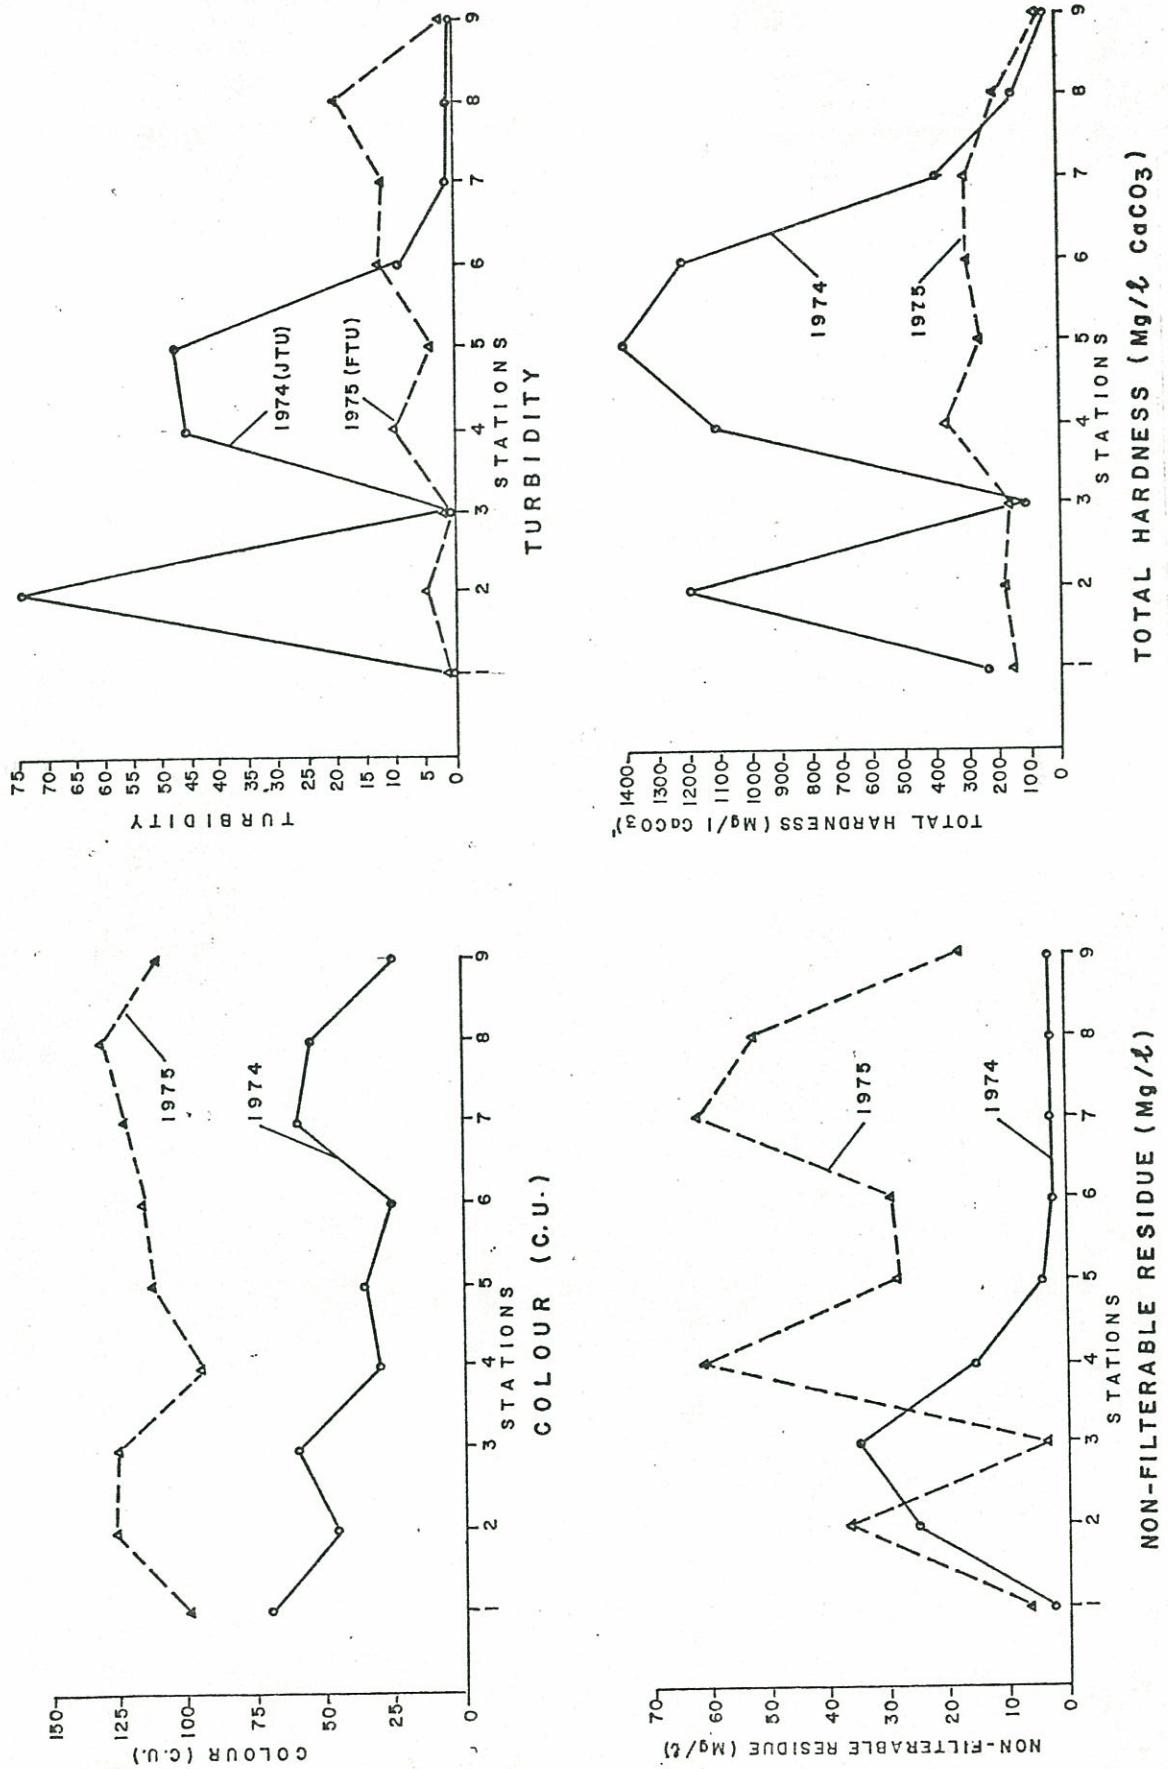 COLOUR (C.U.)
150
125
100
75
50
25
0
1975
1974
1 2 3 4 5 6 7 8 9
STATIONS
COLOUR (C.U.)
TURBIDITY
75
70
65
60
55
50
45
40
35
30
25
20
15
10
5
0
1974 (JTU)
1975 (FTU)
1 2 3 4 5 6 7 8 9
STATIONS
TURBIDITY
NON-FILTERABLE RESIDUE (Mg/ℓ)
70
60
50
40
30
20
10
0
1975
1974
1 2 3 4 5 6 7 8 9
STATIONS
NON-FILTERABLE RESIDUE (Mg/ℓ)
TOTAL HARDNESS (Mg/l CaCO3)
1400
1300
1200
1100
1000
900
800
700
600
500
400
300
200
100
0
1974
1975
1 2 3 4 5 6 7 8 9
STATIONS
TOTAL HARDNESS (Mg/ℓ CaCO3)